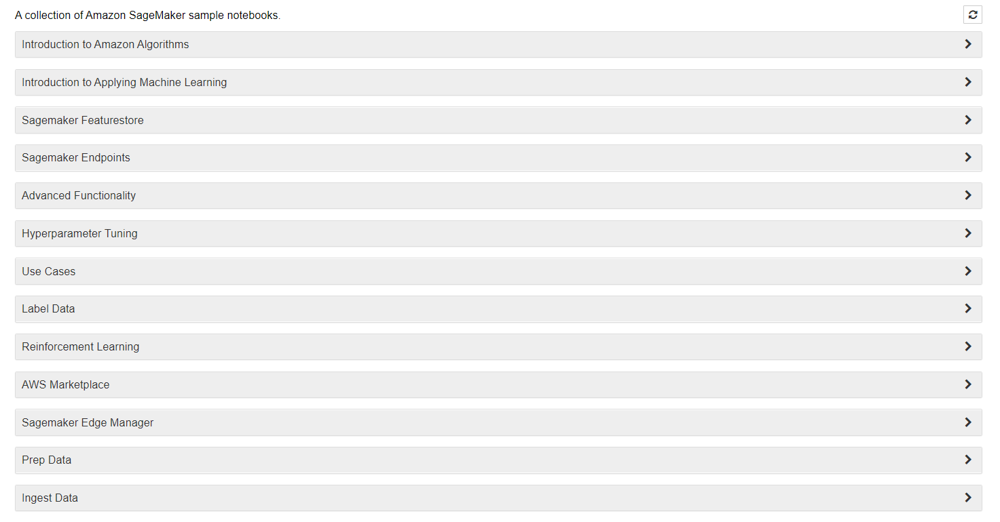 A collection of Amazon SageMaker sample notebooks.
Introduction to Amazon Algorithms
Introduction to Applying Machine Learning
Sagemaker Featurestore
Sagemaker Endpoints
Advanced Functionality
Hyperparameter Tuning
Use Cases
Label Data
Reinforcement Learning
AWS Marketplace
Sagemaker Edge Manager
Prep Data
Ingest Data